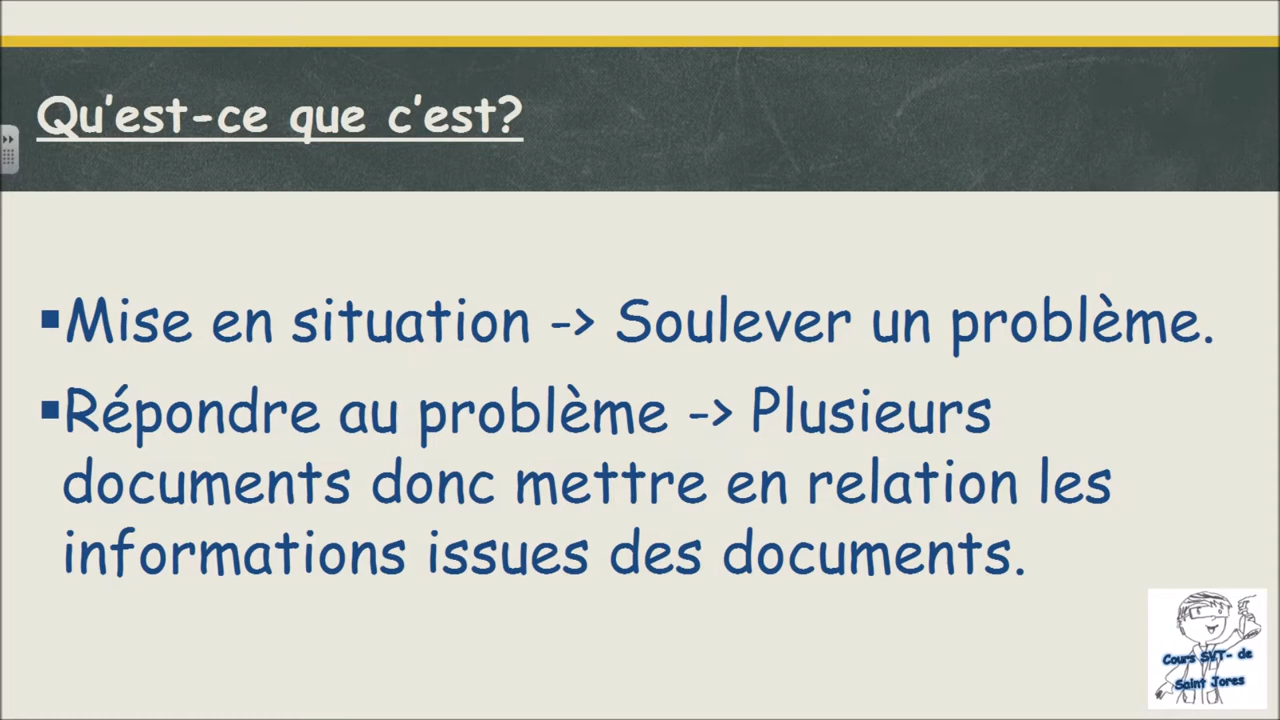 Qu'est-ce que c'est?
▪Mise en situation -> Soulever un problème.
▪Répondre au problème -> Plusieurs
documents donc mettre en relation les
informations issues des documents.
Cours SVT- de
Saint Jores